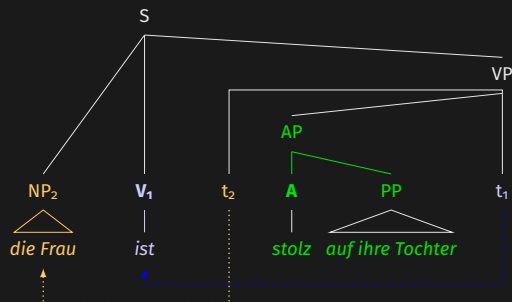 S
VP
AP
NP₂ V₁ t₂ A PP t₁
die Frau ist stolz auf ihre Tochter